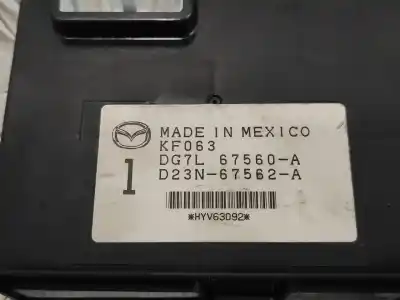 MADE IN MEXICO
KF063
1
DG7L 67560-A
D23N-67562-A
*HYV63092*